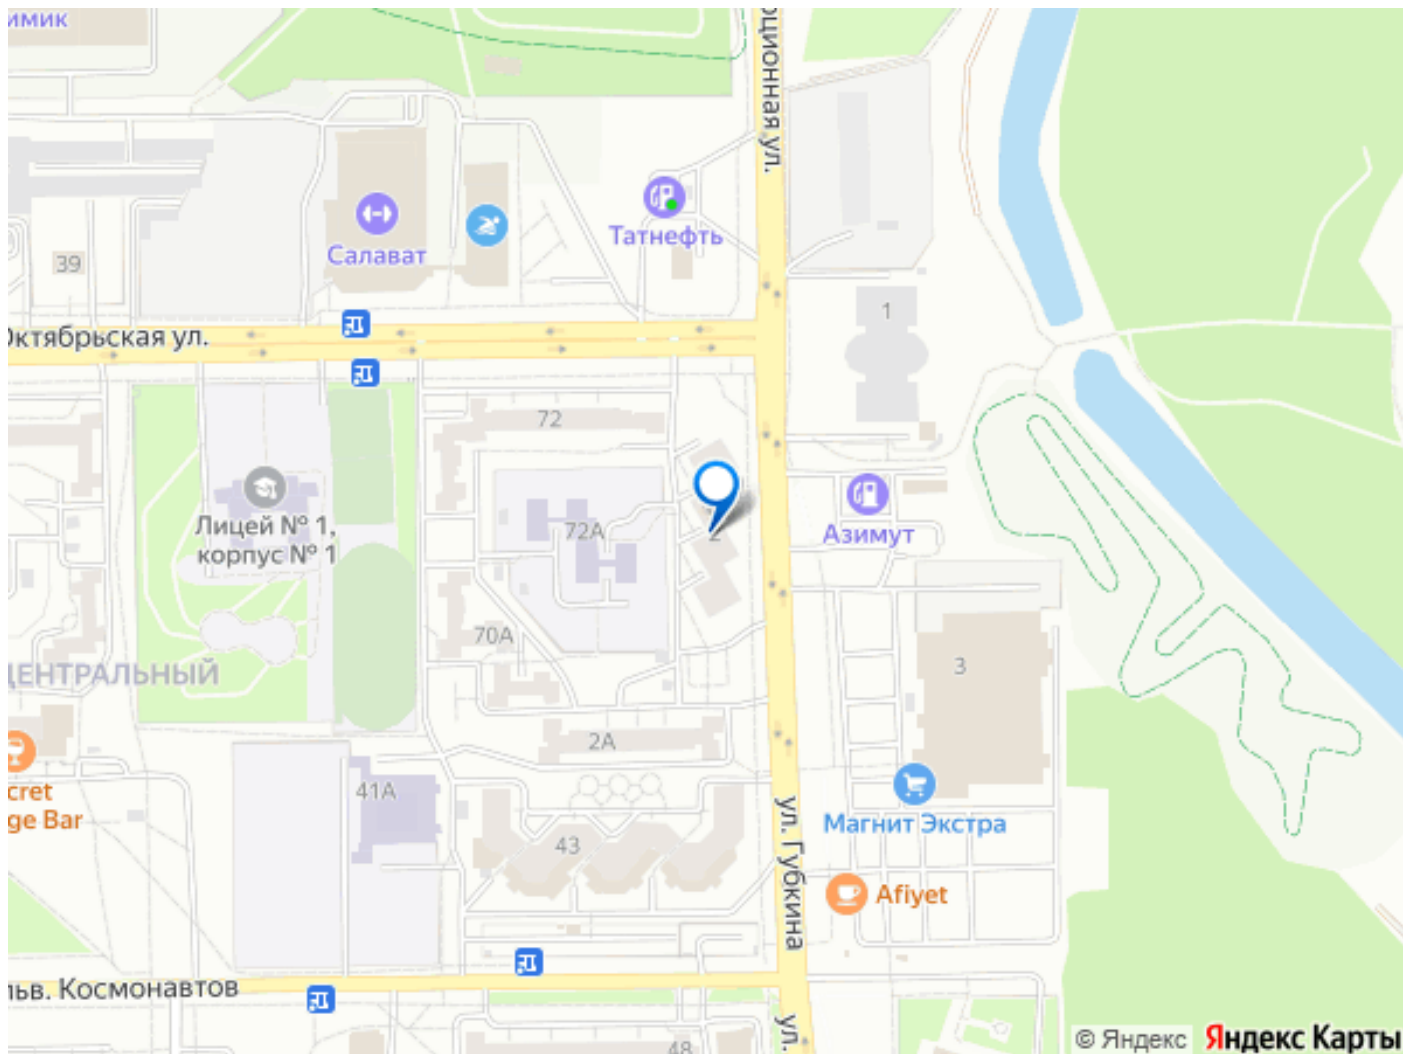 имик
рционная ул.
Татнефть
Салават
39
1
Октябрьская ул.
72
Лицей № 1,
корпус № 1
72А
2
Азимут
70А
ЦЕНТРАЛЬНЫЙ
3
2А
cret
ge Bar
41А
43
Магнит Экстра
ул. Губкина
Afiyet
льв. Космонавтов
ул.
48
© Яндекс Яндекс Карты